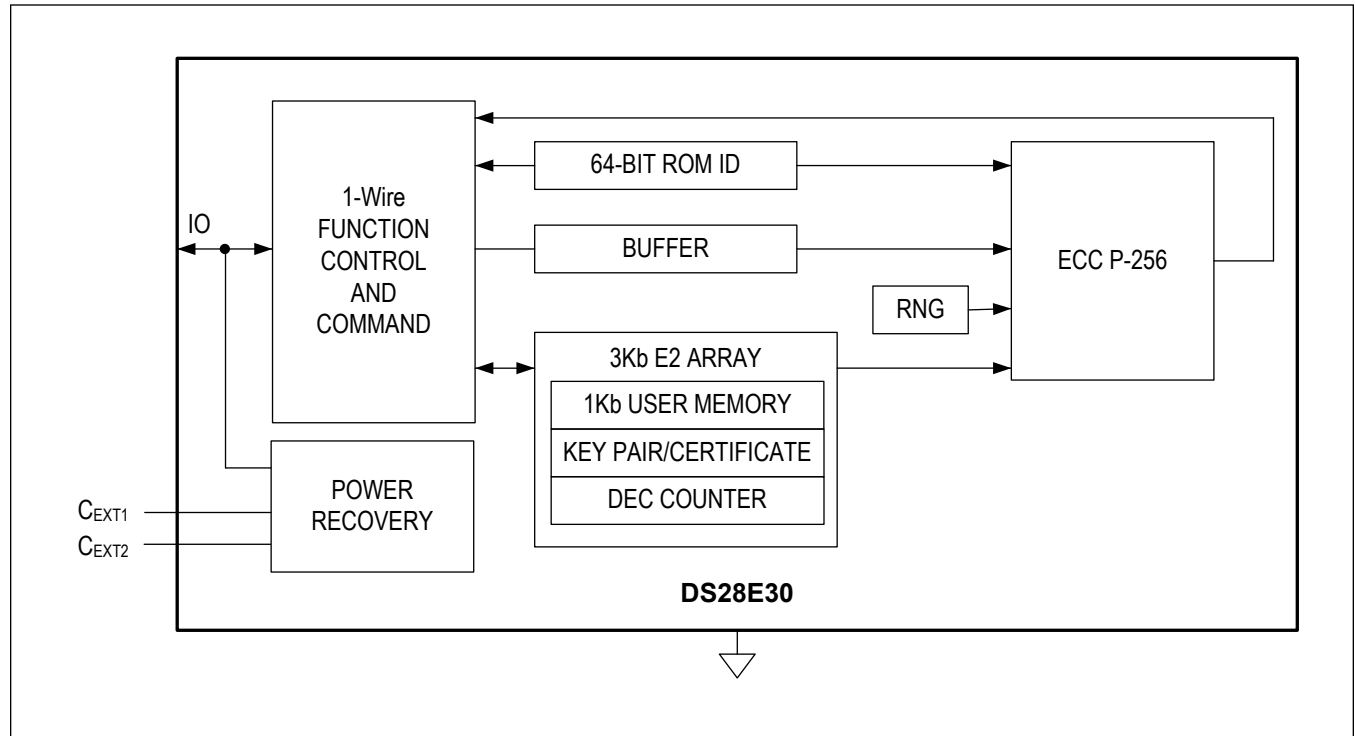 1-Wire
FUNCTION
CONTROL
AND
COMMAND
IO
64-BIT ROM ID
BUFFER
ECC P-256
RNG
3Kb E2 ARRAY
1Kb USER MEMORY
KEY PAIR/CERTIFICATE
DEC COUNTER
POWER
RECOVERY
CEXT1
CEXT2
DS28E30